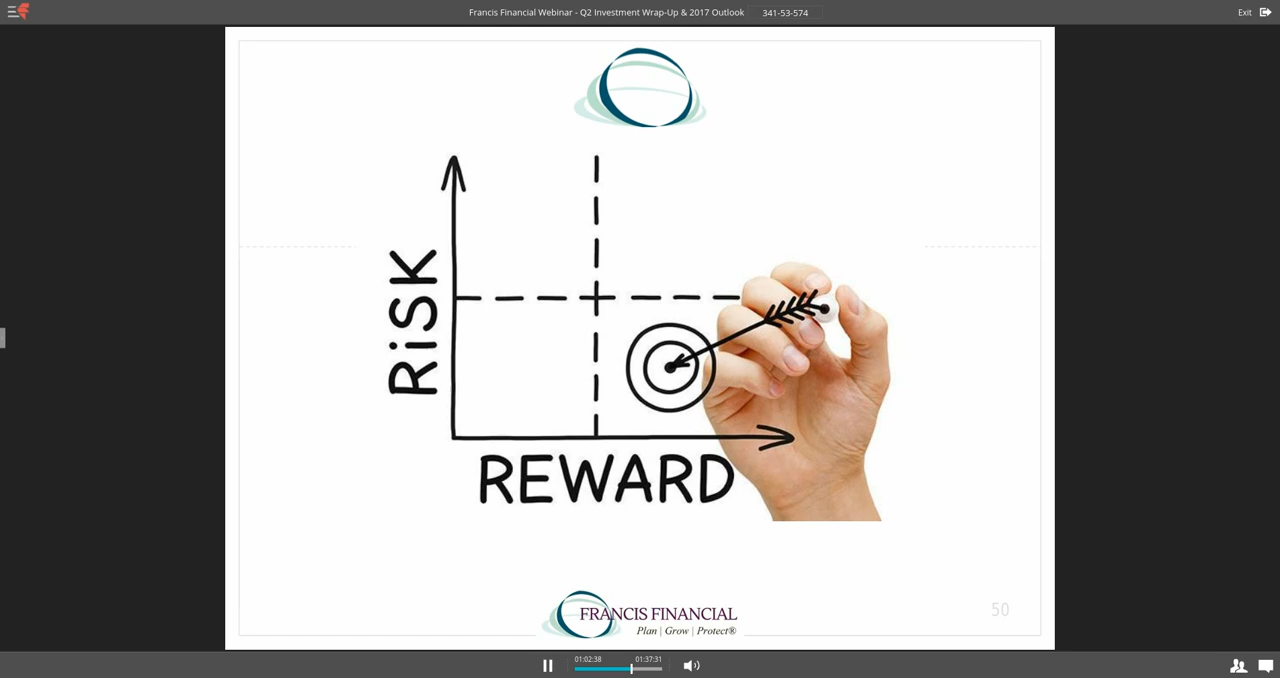 Francis Financial Webinar - Q2 Investment Wrap-Up & 2017 Outlook 341-53-574
Exit
RiSK
REWARD
FRANCIS FINANCIAL
Plan | Grow | Protect®
50
01:02:38 01:37:31